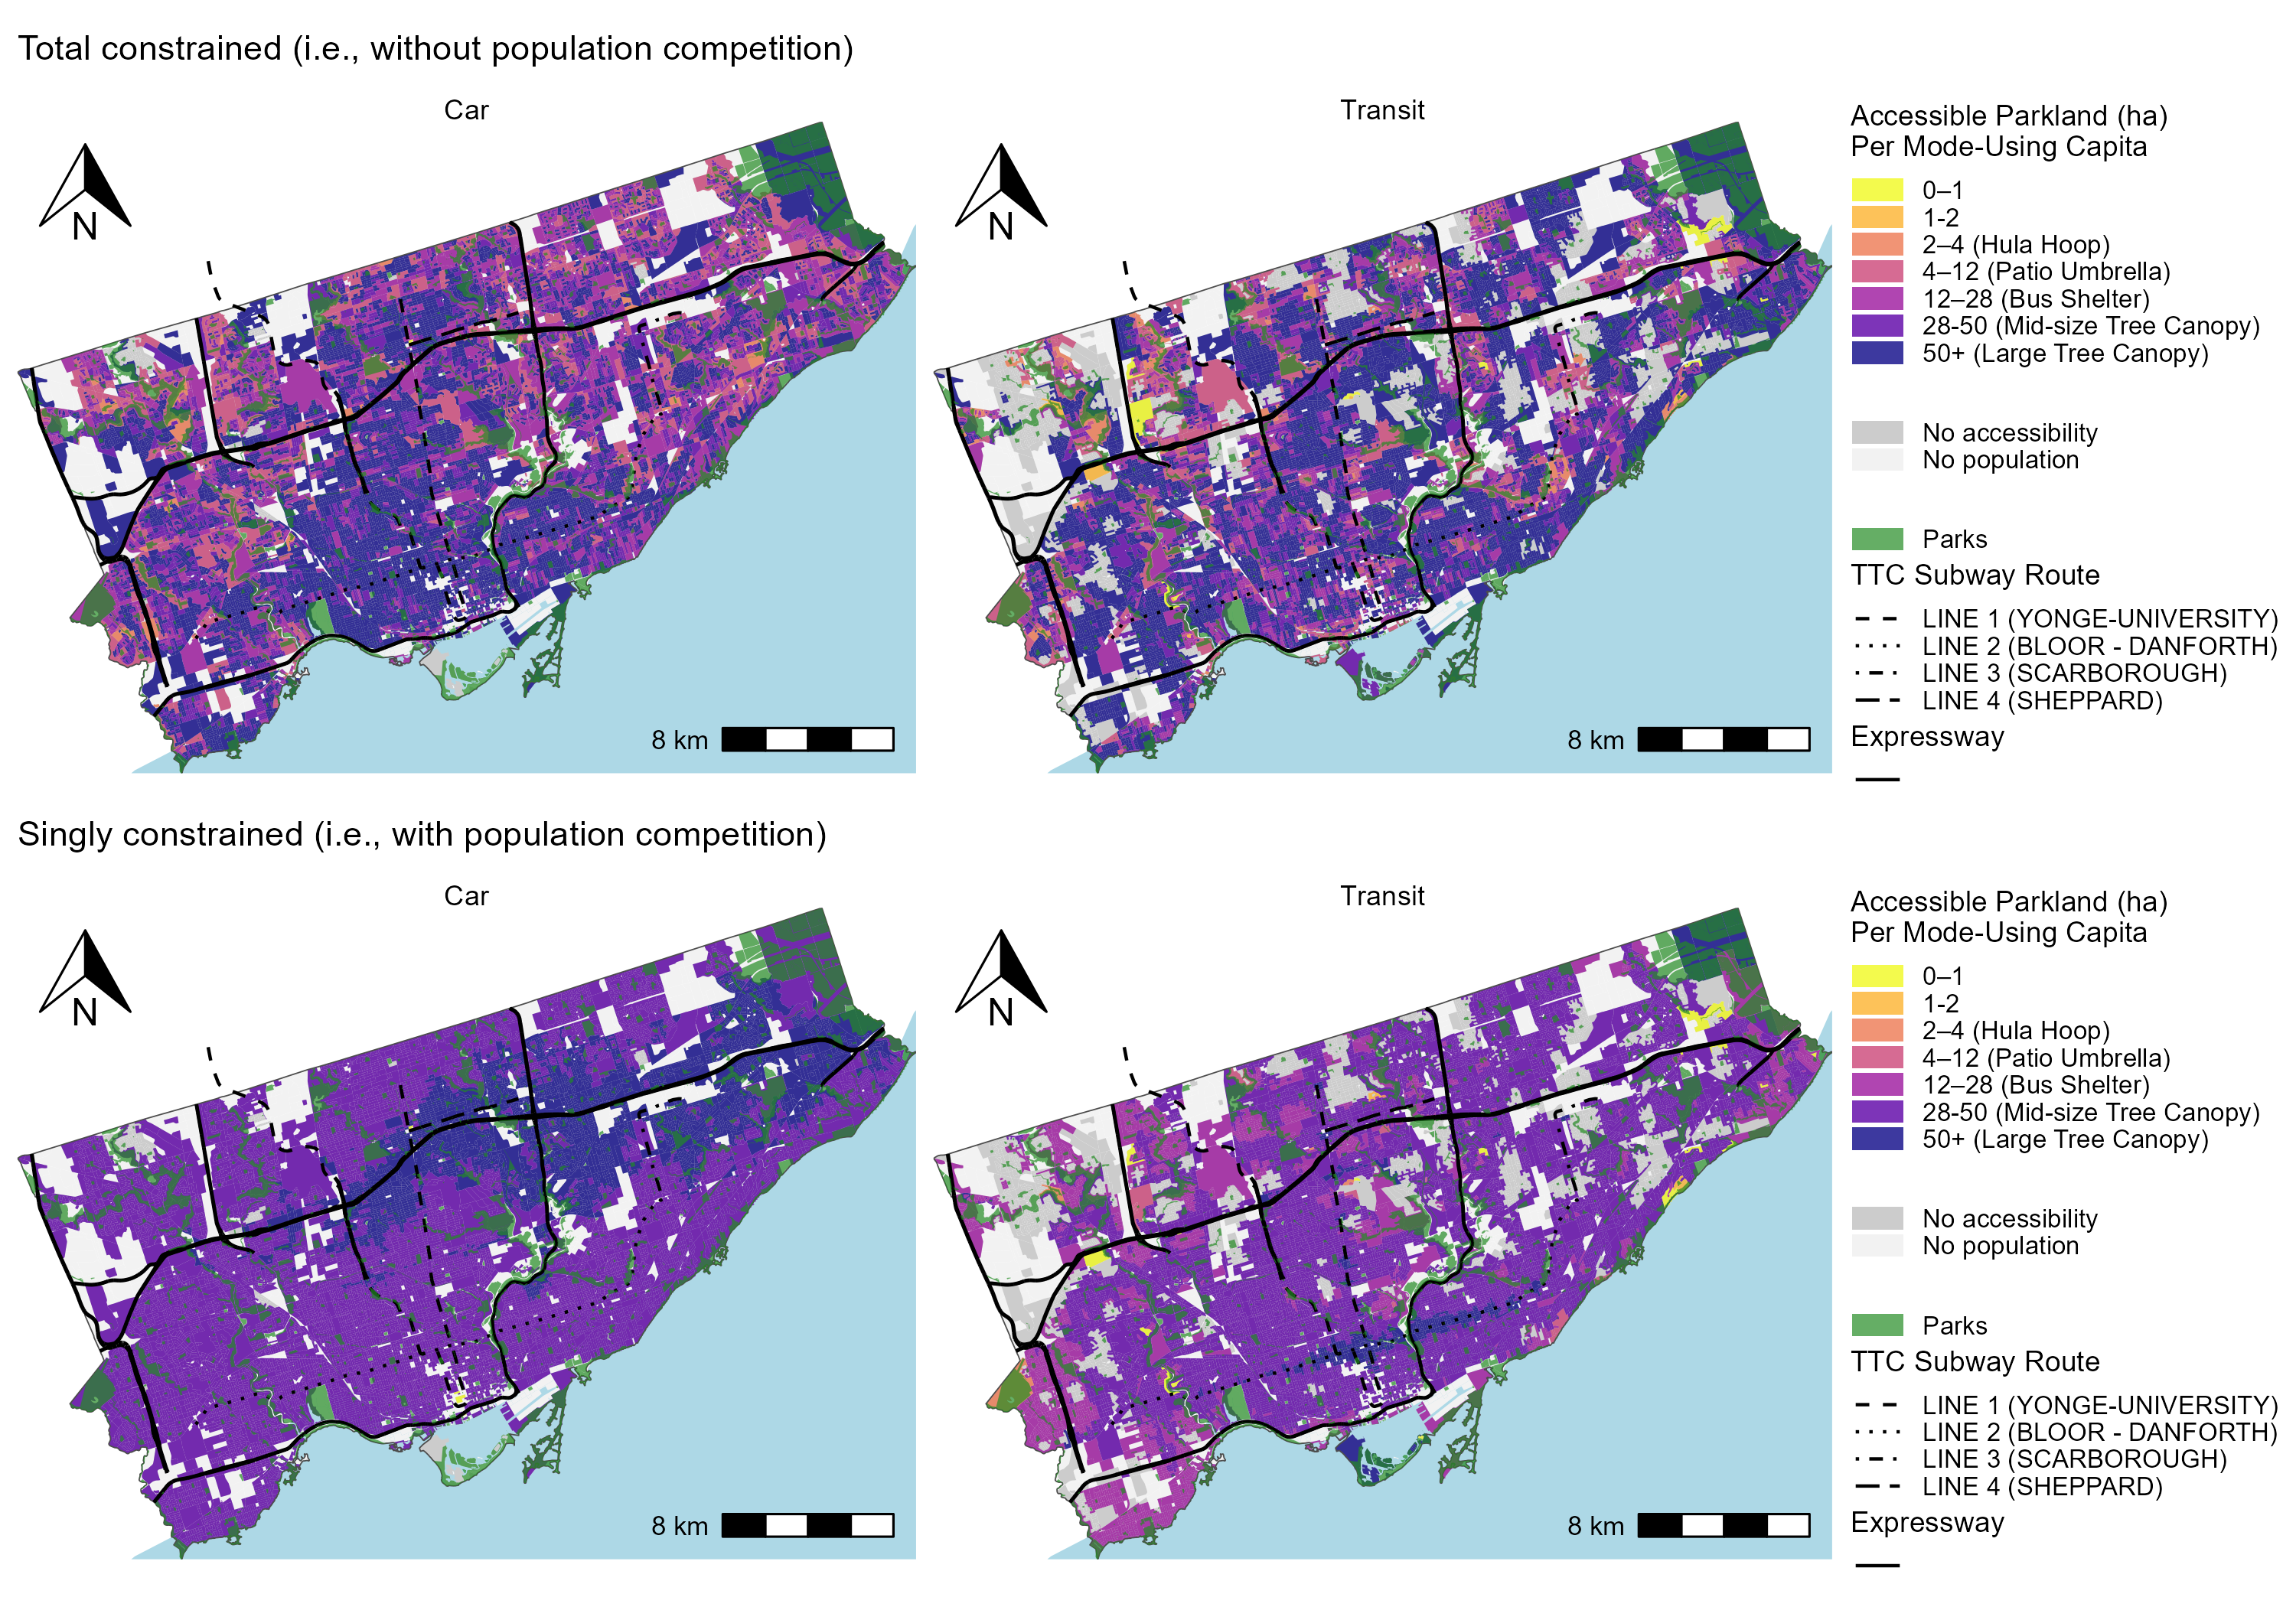 Total constrained (i.e., without population competition)
Car
Transit
N
N
8 km
8 km
Accessible Parkland (ha)
Per Mode-Using Capita
0–1
1-2
2–4 (Hula Hoop)
4–12 (Patio Umbrella)
12–28 (Bus Shelter)
28-50 (Mid-size Tree Canopy)
50+ (Large Tree Canopy)
No accessibility
No population
Parks
TTC Subway Route
LINE 1 (YONGE-UNIVERSITY)
LINE 2 (BLOOR - DANFORTH)
LINE 3 (SCARBOROUGH)
LINE 4 (SHEPPARD)
Expressway
Singly constrained (i.e., with population competition)
Car
Transit
N
N
8 km
8 km
Accessible Parkland (ha)
Per Mode-Using Capita
0–1
1-2
2–4 (Hula Hoop)
4–12 (Patio Umbrella)
12–28 (Bus Shelter)
28-50 (Mid-size Tree Canopy)
50+ (Large Tree Canopy)
No accessibility
No population
Parks
TTC Subway Route
LINE 1 (YONGE-UNIVERSITY)
LINE 2 (BLOOR - DANFORTH)
LINE 3 (SCARBOROUGH)
LINE 4 (SHEPPARD)
Expressway